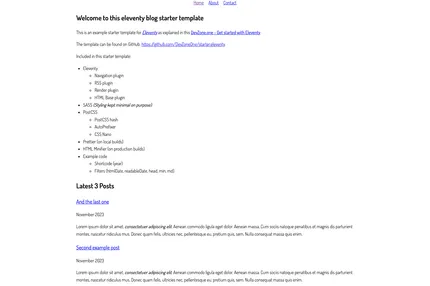 Home About Contact
Welcome to this eleventy blog starter template
This is an example starter template for Eleventy as explained in this DevZone.one - Get started with Eleventy
The template can be found on Github: https://github.com/DevZoneOne/starter-eleventy
Included in this starter template:
Eleventy
Navigation plugin
RSS plugin
Render plugin
HTML Base plugin
SASS (Styling kept minimal on purpose)
PostCSS
PostCSS hash
AutoPrefixer
CSS Nano
Prettier (on local builds)
HTML Minifier (on production builds)
Example code
Shortcode (year)
Filters (htmlDate, readableDate, head, min, md)
Latest 3 Posts
And the last one
November 2023
Lorem ipsum dolor sit amet, consectetuer adipiscing elit. Aenean commodo ligula eget dolor. Aenean massa. Cum sociis natoque penatibus et magnis dis parturient
montes, nascetur ridiculus mus. Donec quam felis, ultricies nec, pellentesque eu, pretium quis, sem. Nulla consequat massa quis enim.
Second example post
November 2023
Lorem ipsum dolor sit amet, consectetuer adipiscing elit. Aenean commodo ligula eget dolor. Aenean massa. Cum sociis natoque penatibus et magnis dis parturient
montes, nascetur ridiculus mus. Donec quam felis, ultricies nec, pellentesque eu, pretium quis, sem. Nulla consequat massa quis enim.